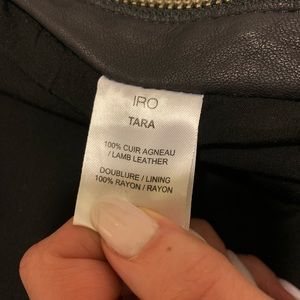 IRO
TARA
100% CUIR AGNEAU
/ LAMB LEATHER
DOUBLURE / LINING
100% RAYON / RAYON